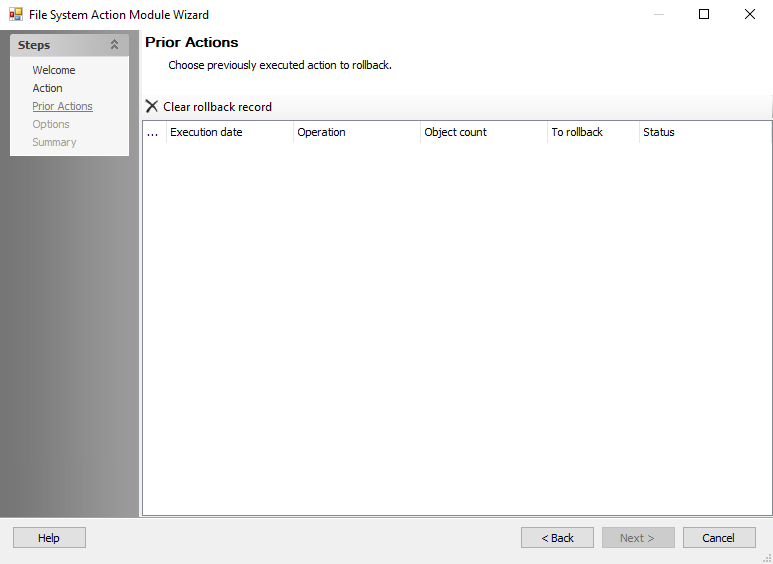 File System Action Module Wizard
Steps
Welcome
Action
Prior Actions
Options
Summary
Prior Actions
Choose previously executed action to rollback.
Clear rollback record
... Execution date Operation Object count To rollback Status
Help < Back Next > Cancel